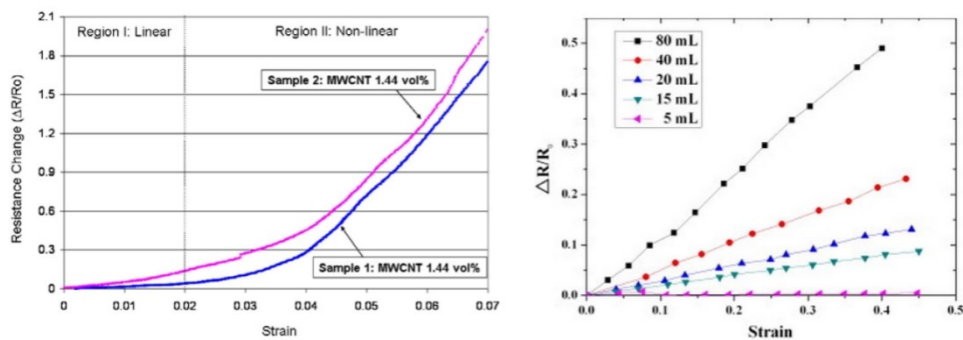 2.1
1.8
1.5
1.2
0.9
0.6
0.3
0
Resistance Change (ΔR/Ro)
Region I: Linear
Region II: Non-linear
Sample 2: MWCNT 1.44 vol%
Sample 1: MWCNT 1.44 vol%
0 0.01 0.02 0.03 0.04 0.05 0.06 0.07
Strain
0.5
0.4
0.3
0.2
0.1
0.0
△R/R₀
80 mL
40 mL
20 mL
15 mL
5 mL
0.0 0.1 0.2 0.3 0.4 0.5
Strain